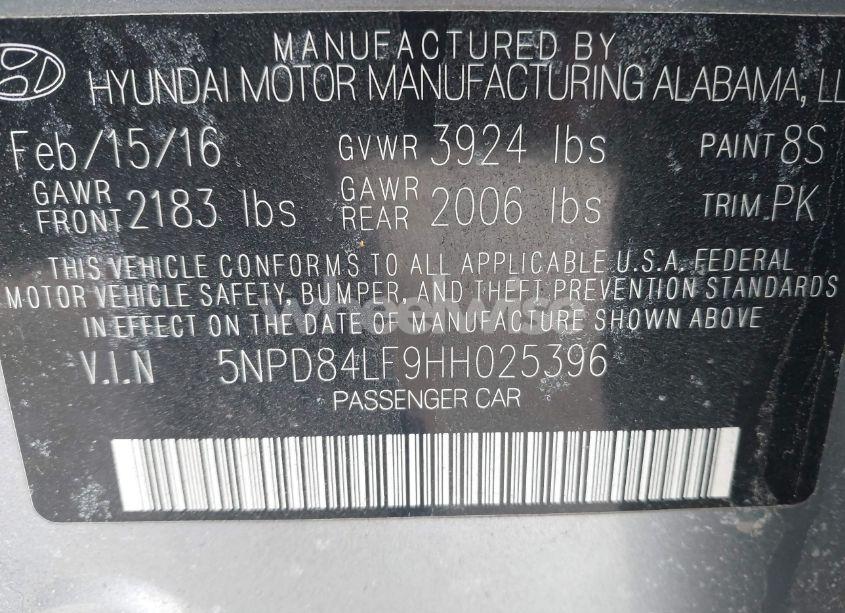 MANUFACTURED BY
HYUNDAI MOTOR MANUFACTURING ALABAMA, LL
Feb/15/16 GVWR 3924 lbs PAINT 8S
GAWR FRONT 2183 lbs GAWR REAR 2006 lbs TRIM PK
THIS VEHICLE CONFORMS TO ALL APPLICABLE U.S.A. FEDERAL
MOTOR VEHICLE SAFETY, BUMPER, AND THEFT PREVENTION STANDARDS
IN EFFECT ON THE DATE OF MANUFACTURE SHOWN ABOVE
V.I.N 5NPD84LF9HH025396
PASSENGER CAR
wheelwise